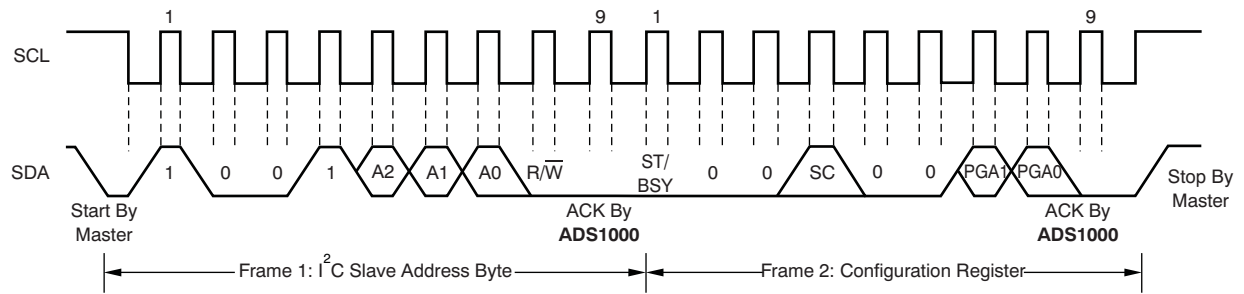 1 9 1 9
SCL
SDA
1 0 0 1 A2 A1 A0 R/W ST/BSY 0 0 SC 0 0 PGA1 PGA0
Start By
Master
ACK By
ADS1000
ACK By
ADS1000
Stop By
Master
Frame 1: I²C Slave Address Byte
Frame 2: Configuration Register